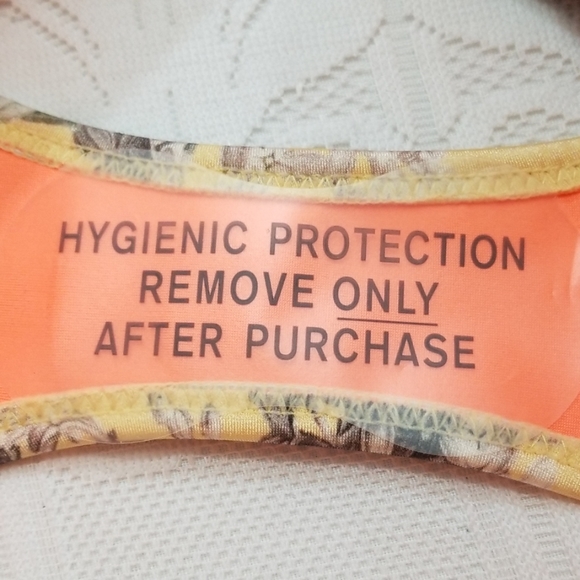 HYGIENIC PROTECTION
REMOVE ONLY
AFTER PURCHASE